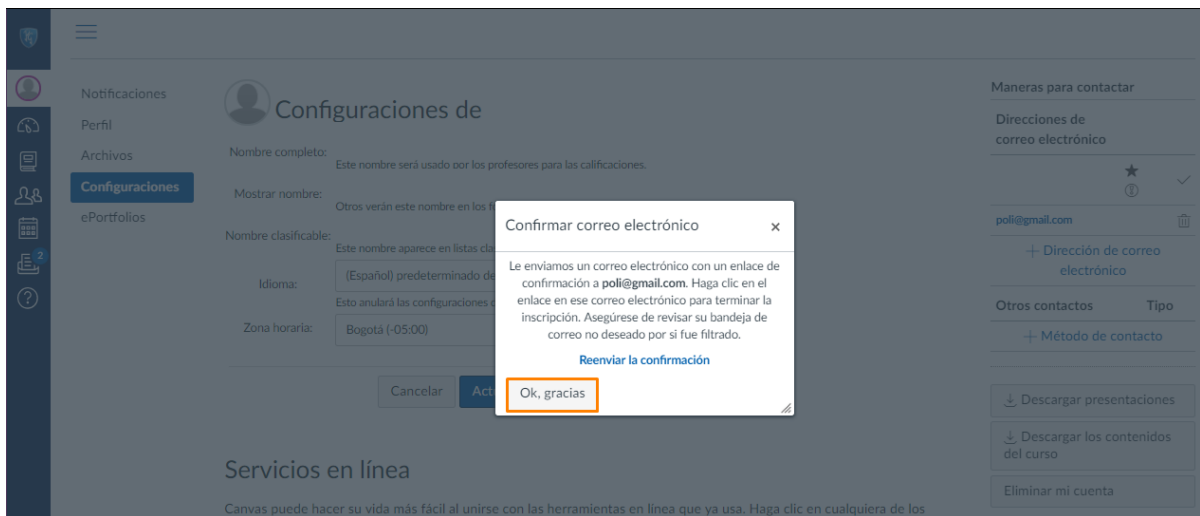 Notificaciones
Perfil
Archivos
Configuraciones
ePortfolios
2
Configuraciones de
Nombre completo:
Este nombre será usado por los profesores para las calificaciones.
Mostrar nombre:
Otros verán este nombre en los
Nombre clasificable:
Este nombre aparece en listas
Idioma:
(Español) predeterminado de
Esto anulará las configuraciones
Zona horaria:
Bogotá (-05:00)
Cancelar
Act
Confirmar correo electrónico
×
Le enviamos un correo electrónico con un enlace de
confirmación a poli@gmail.com. Haga clic en el
enlace en ese correo electrónico para terminar la
inscripción. Asegúrese de revisar su bandeja de
correo no deseado por si fue filtrado.
Reenviar la confirmación
Ok, gracias
Servicios en línea
Canvas puede hacer su vida más fácil al unirse con las herramientas en línea que ya usa. Haga clic en cualquiera de los
Maneras para contactar
Direcciones de
correo electrónico
poli@gmail.com
+ Dirección de correo
electrónico
Otros contactos Tipo
+ Método de contacto
Descargar presentaciones
Descargar los contenidos
del curso
Eliminar mi cuenta